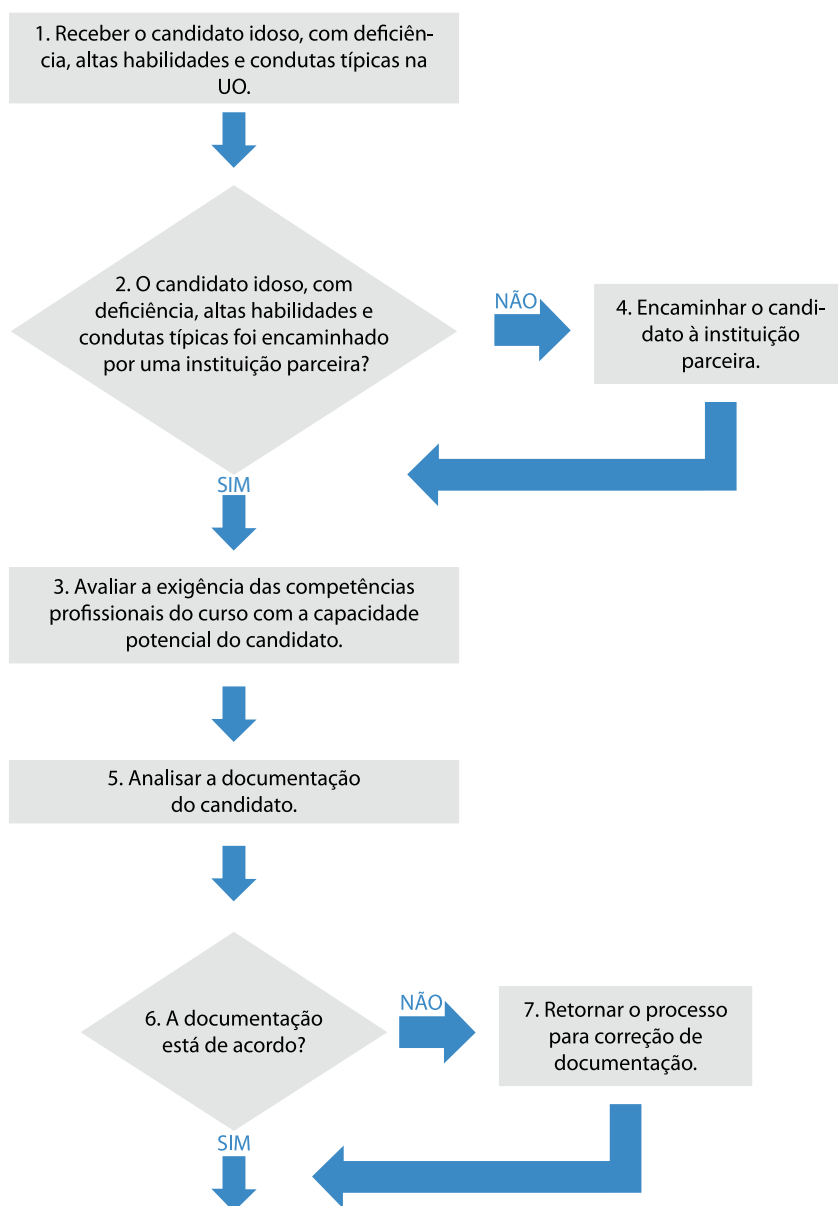 1. Receber o candidato idoso, com deficiên-
cia, altas habilidades e condutas típicas na
UO.
2. O candidato idoso, com
deficiência, altas habilidades e
condutas típicas foi encaminhado
por uma instituição parceira?
NÃO
4. Encaminhar o candi-
dato à instituição
parceira.
SIM
3. Avaliar a exigência das competências
profissionais do curso com a capacidade
potencial do candidato.
5. Analisar a documentação
do candidato.
6. A documentação
está de acordo?
NÃO
7. Retornar o processo
para correção de
documentação.
SIM